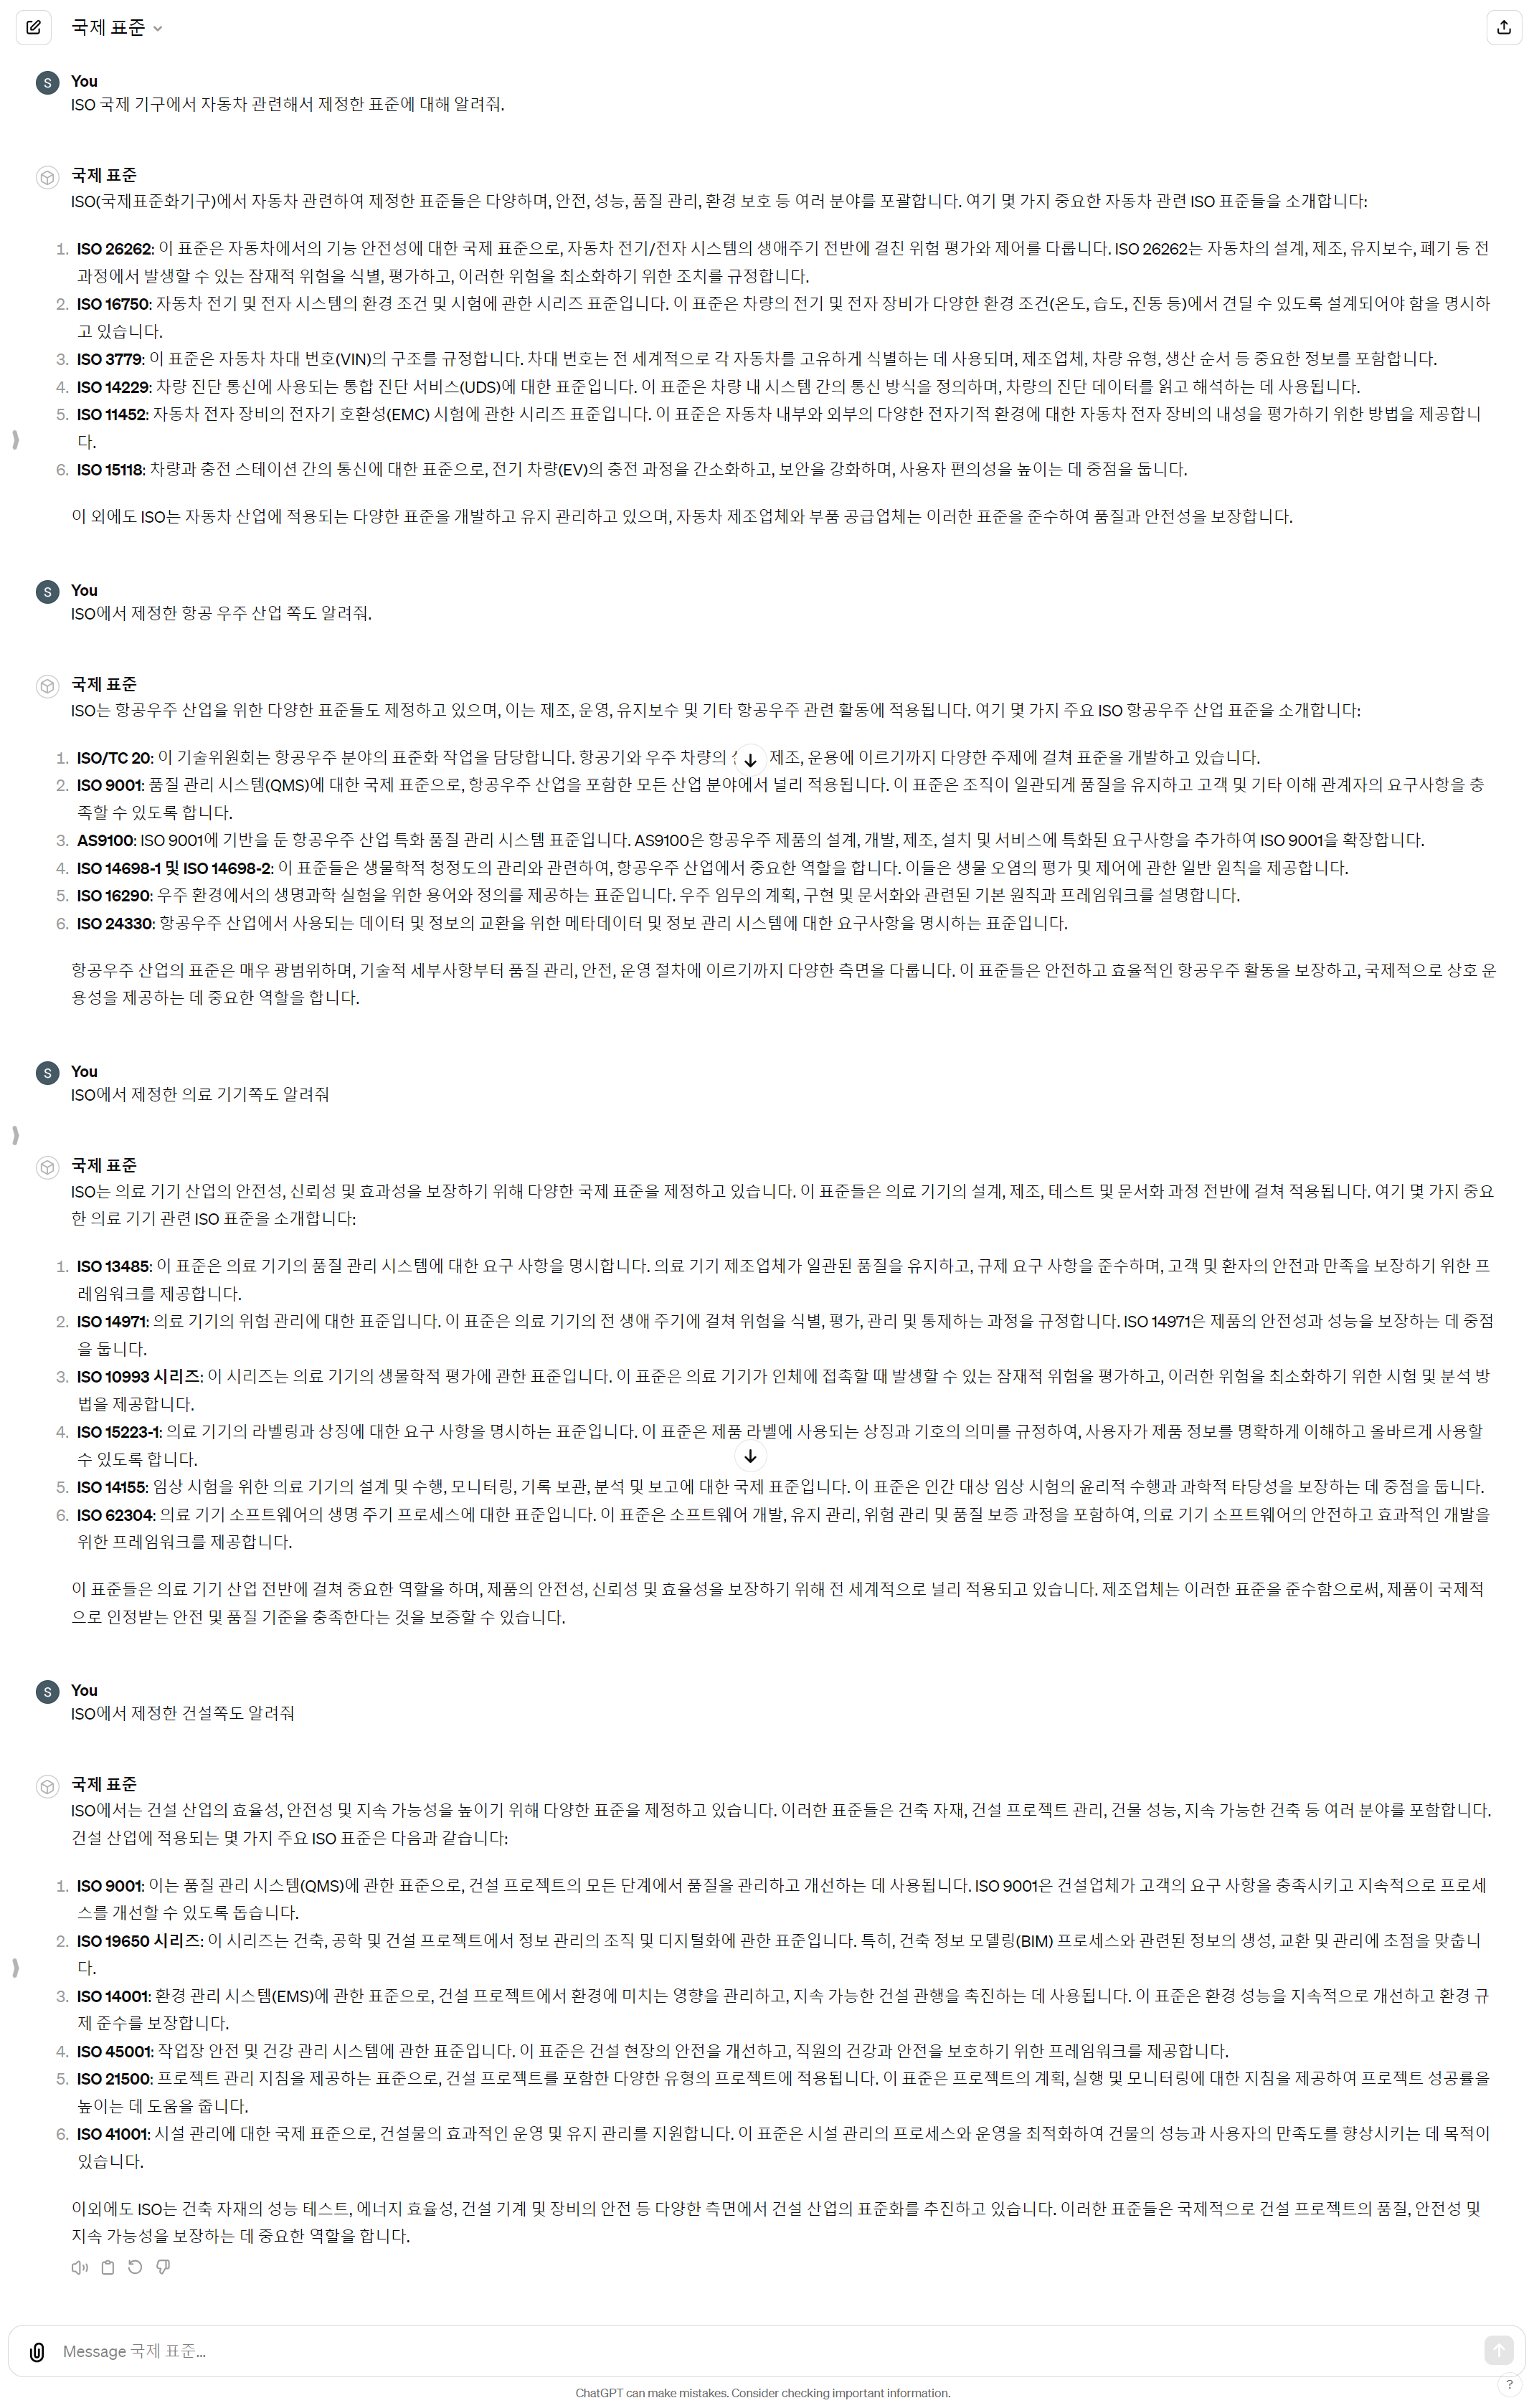 국제 표준
You
ISO 국제 기구에서 자동차 관련해서 제정한 표준에 대해 알려줘.
국제 표준
ISO(국제표준화기구)에서 자동차 관련하여 제정한 표준들은 다양하며, 안전, 성능, 품질 관리, 환경 보호 등 여러 분야를 포괄합니다. 여기 몇 가지 중요한 자동차 관련 ISO 표준들을 소개합니다:
1. ISO 26262: 이 표준은 자동차에서의 기능 안전성에 대한 국제 표준으로, 자동차 전기/전자 시스템의 생애주기 전반에 걸친 위험 평가와 제어를 다룹니다. ISO 26262는 자동차의 설계, 제조, 유지보수, 폐기 등 전
과정에서 발생할 수 있는 잠재적 위험을 식별, 평가하고, 이러한 위험을 최소화하기 위한 조치를 규정합니다.
2. ISO 16750: 자동차 전기 및 전자 시스템의 환경 조건 및 시험에 관한 시리즈 표준입니다. 이 표준은 차량의 전기 및 전자 장비가 다양한 환경 조건(온도, 습도, 진동 등)에서 견딜 수 있도록 설계되어야 함을 명시하
고 있습니다.
3. ISO 3779: 이 표준은 자동차 차대 번호(VIN)의 구조를 규정합니다. 차대 번호는 전 세계적으로 각 자동차를 고유하게 식별하는 데 사용되며, 제조업체, 차량 유형, 생산 순서 등 중요한 정보를 포함합니다.
4. ISO 14229: 차량 진단 통신에 사용되는 통합 진단 서비스(UDS)에 대한 표준입니다. 이 표준은 차량 내 시스템 간의 통신 방식을 정의하며, 차량의 진단 데이터를 읽고 해석하는 데 사용됩니다.
5. ISO 11452: 자동차 전자 장비의 전자기 호환성(EMC) 시험에 관한 시리즈 표준입니다. 이 표준은 자동차 내부와 외부의 다양한 전자기적 환경에 대한 자동차 전자 장비의 내성을 평가하기 위한 방법을 제공합니
다.
6. ISO 15118: 차량과 충전 스테이션 간의 통신에 대한 표준으로, 전기 차량(EV)의 충전 과정을 간소화하고, 보안을 강화하며, 사용자 편의성을 높이는 데 중점을 둡니다.
이 외에도 ISO는 자동차 산업에 적용되는 다양한 표준을 개발하고 유지 관리하고 있으며, 자동차 제조업체와 부품 공급업체는 이러한 표준을 준수하여 품질과 안전성을 보장합니다.
You
ISO에서 제정한 항공 우주 산업 쪽도 알려줘.
국제 표준
ISO는 항공우주 산업을 위한 다양한 표준들도 제정하고 있으며, 이는 제조, 운영, 유지보수 및 기타 항공우주 관련 활동에 적용됩니다. 여기 몇 가지 주요 ISO 항공우주 산업 표준을 소개합니다:
1. ISO/TC 20: 이 기술위원회는 항공우주 분야의 표준화 작업을 담당합니다. 항공기와 우주 차량의 제조, 운용에 이르기까지 다양한 주제에 걸쳐 표준을 개발하고 있습니다.
2. ISO 9001: 품질 관리 시스템(QMS)에 대한 국제 표준으로, 항공우주 산업을 포함한 모든 산업 분야에서 널리 적용됩니다. 이 표준은 조직이 일관되게 품질을 유지하고 고객 및 기타 이해 관계자의 요구사항을 충
족할 수 있도록 합니다.
3. AS9100: ISO 9001에 기반을 둔 항공우주 산업 특화 품질 관리 시스템 표준입니다. AS9100은 항공우주 제품의 설계, 개발, 제조, 설치 및 서비스에 특화된 요구사항을 추가하여 ISO 9001을 확장합니다.
4. ISO 14698-1 및 ISO 14698-2: 이 표준들은 생물학적 청정도의 관리와 관련하여, 항공우주 산업에서 중요한 역할을 합니다. 이들은 생물 오염의 평가 및 제어에 관한 일반 원칙을 제공합니다.
5. ISO 16290: 우주 환경에서의 생명과학 실험을 위한 용어와 정의를 제공하는 표준입니다. 우주 임무의 계획, 구현 및 문서화와 관련된 기본 원칙과 프레임워크를 설명합니다.
6. ISO 24330: 항공우주 산업에서 사용되는 데이터 및 정보의 교환을 위한 메타데이터 및 정보 관리 시스템에 대한 요구사항을 명시하는 표준입니다.
항공우주 산업의 표준은 매우 광범위하며, 기술적 세부사항부터 품질 관리, 안전, 운영 절차에 이르기까지 다양한 측면을 다룹니다. 이 표준들은 안전하고 효율적인 항공우주 활동을 보장하고, 국제적으로 상호 운
용성을 제공하는 데 중요한 역할을 합니다.
You
ISO에서 제정한 의료 기기쪽도 알려줘
국제 표준
ISO는 의료 기기 산업의 안전성, 신뢰성 및 효과성을 보장하기 위해 다양한 국제 표준을 제정하고 있습니다. 이 표준들은 의료 기기의 설계, 제조, 테스트 및 문서화 과정 전반에 걸쳐 적용됩니다. 여기 몇 가지 중요
한 의료 기기 관련 ISO 표준을 소개합니다:
1. ISO 13485: 이 표준은 의료 기기의 품질 관리 시스템에 대한 요구 사항을 명시합니다. 의료 기기 제조업체가 일관된 품질을 유지하고, 규제 요구 사항을 준수하며, 고객 및 환자의 안전과 만족을 보장하기 위한 프
레임워크를 제공합니다.
2. ISO 14971: 의료 기기의 위험 관리에 대한 표준입니다. 이 표준은 의료 기기의 전 생애 주기에 걸쳐 위험을 식별, 평가, 관리 및 통제하는 과정을 규정합니다. ISO 14971은 제품의 안전성과 성능을 보장하는 데 중점
을 둡니다.
3. ISO 10993 시리즈: 이 시리즈는 의료 기기의 생물학적 평가에 관한 표준입니다. 이 표준은 의료 기기가 인체에 접촉할 때 발생할 수 있는 잠재적 위험을 평가하고, 이러한 위험을 최소화하기 위한 시험 및 분석 방
법을 제공합니다.
4. ISO 15223-1: 의료 기기의 라벨링과 상징에 대한 요구 사항을 명시하는 표준입니다. 이 표준은 제품 라벨에 사용되는 상징과 기호의 의미를 규정하여, 사용자가 제품 정보를 명확하게 이해하고 올바르게 사용할
수 있도록 합니다.
5. ISO 14155: 임상 시험을 위한 의료 기기의 설계 및 수행, 모니터링, 기록 보관, 분석 및 보고에 대한 국제 표준입니다. 이 표준은 인간 대상 임상 시험의 윤리적 수행과 과학적 타당성을 보장하는 데 중점을 둡니다.
6. ISO 62304: 의료 기기 소프트웨어의 생명 주기 프로세스에 대한 표준입니다. 이 표준은 소프트웨어 개발, 유지 관리, 위험 관리 및 품질 보증 과정을 포함하여, 의료 기기 소프트웨어의 안전하고 효과적인 개발을
위한 프레임워크를 제공합니다.
이 표준들은 의료 기기 산업 전반에 걸쳐 중요한 역할을 하며, 제품의 안전성, 신뢰성 및 효율성을 보장하기 위해 전 세계적으로 널리 적용되고 있습니다. 제조업체는 이러한 표준을 준수함으로써, 제품이 국제적
으로 인정받는 안전 및 품질 기준을 충족한다는 것을 보증할 수 있습니다.
You
ISO에서 제정한 건설쪽도 알려줘
국제 표준
ISO에서는 건설 산업의 효율성, 안전성 및 지속 가능성을 높이기 위해 다양한 표준을 제정하고 있습니다. 이러한 표준들은 건축 자재, 건설 프로젝트 관리, 건물 성능, 지속 가능한 건축 등 여러 분야를 포함합니다.
건설 산업에 적용되는 몇 가지 주요 ISO 표준은 다음과 같습니다:
1. ISO 9001: 이는 품질 관리 시스템(QMS)에 관한 표준으로, 건설 프로젝트의 모든 단계에서 품질을 관리하고 개선하는 데 사용됩니다. ISO 9001은 건설업체가 고객의 요구 사항을 충족시키고 지속적으로 프로세
스를 개선할 수 있도록 돕습니다.
2. ISO 19650 시리즈: 이 시리즈는 건축, 공학 및 건설 프로젝트에서 정보 관리의 조직 및 디지털화에 관한 표준입니다. 특히, 건축 정보 모델링(BIM) 프로세스와 관련된 정보의 생성, 교환 및 관리에 초점을 맞춥니
다.
3. ISO 14001: 환경 관리 시스템(EMS)에 관한 표준으로, 건설 프로젝트에서 환경에 미치는 영향을 관리하고, 지속 가능한 건설 관행을 촉진하는 데 사용됩니다. 이 표준은 환경 성능을 지속적으로 개선하고 환경 규
제 준수를 보장합니다.
4. ISO 45001: 작업장 안전 및 건강 관리 시스템에 관한 표준입니다. 이 표준은 건설 현장의 안전을 개선하고, 직원의 건강과 안전을 보호하기 위한 프레임워크를 제공합니다.
5. ISO 21500: 프로젝트 관리 지침을 제공하는 표준으로, 건설 프로젝트를 포함한 다양한 유형의 프로젝트에 적용됩니다. 이 표준은 프로젝트의 계획, 실행 및 모니터링에 대한 지침을 제공하여 프로젝트 성공률을
높이는 데 도움을 줍니다.
6. ISO 41001: 시설 관리에 대한 국제 표준으로, 건설물의 효과적인 운영 및 유지 관리를 지원합니다. 이 표준은 시설 관리의 프로세스와 운영을 최적화하여 건물의 성능과 사용자의 만족도를 향상시키는 데 목적이
있습니다.
이외에도 ISO는 건축 자재의 성능 테스트, 에너지 효율성, 건설 기계 및 장비의 안전 등 다양한 측면에서 건설 산업의 표준화를 추진하고 있습니다. 이러한 표준들은 국제적으로 건설 프로젝트의 품질, 안전성 및
지속 가능성을 보장하는 데 중요한 역할을 합니다.
Message 국제 표준…
ChatGPT can make mistakes. Consider checking important information.
?